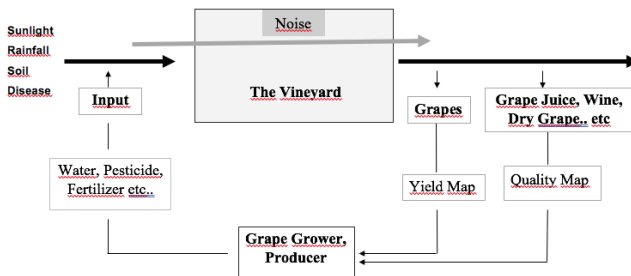 Sunlight
Rainfall
Soil
Disease
Noise
The Vineyard
Input
Grapes
Grape Juice, Wine,
Dry Grape.. etc
Water, Pesticide,
Fertilizer etc..
Yield Map
Quality Map
Grape Grower,
Producer